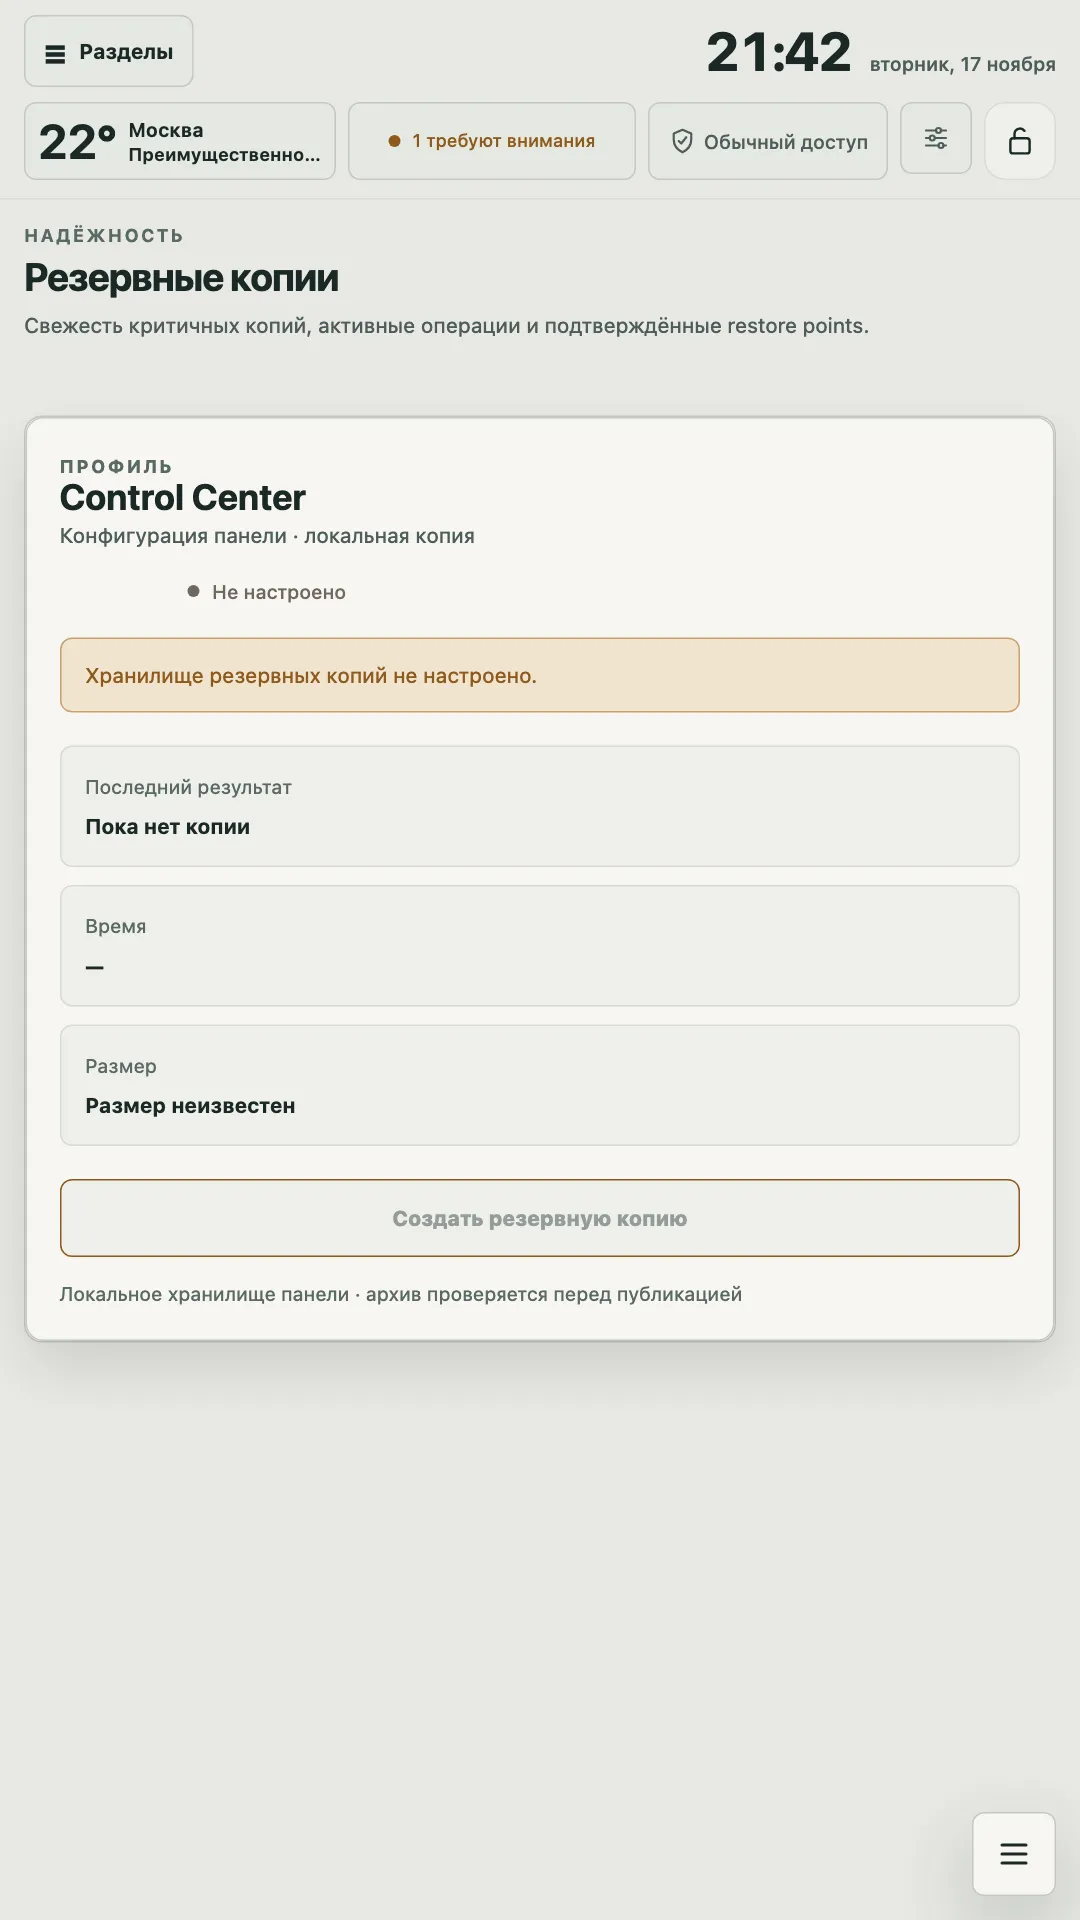 Разделы
21:42 вторник, 17 ноября
22° Москва
Преимущественно...
1 требуют внимания
Обычный доступ
НАДЁЖНОСТЬ
Резервные копии
Свежесть критичных копий, активные операции и подтверждённые restore points.
ПРОФИЛЬ
Control Center
Конфигурация панели · локальная копия
Не настроено
Хранилище резервных копий не настроено.
Последний результат
Пока нет копии
Время
—
Размер
Размер неизвестен
Создать резервную копию
Локальное хранилище панели · архив проверяется перед публикацией